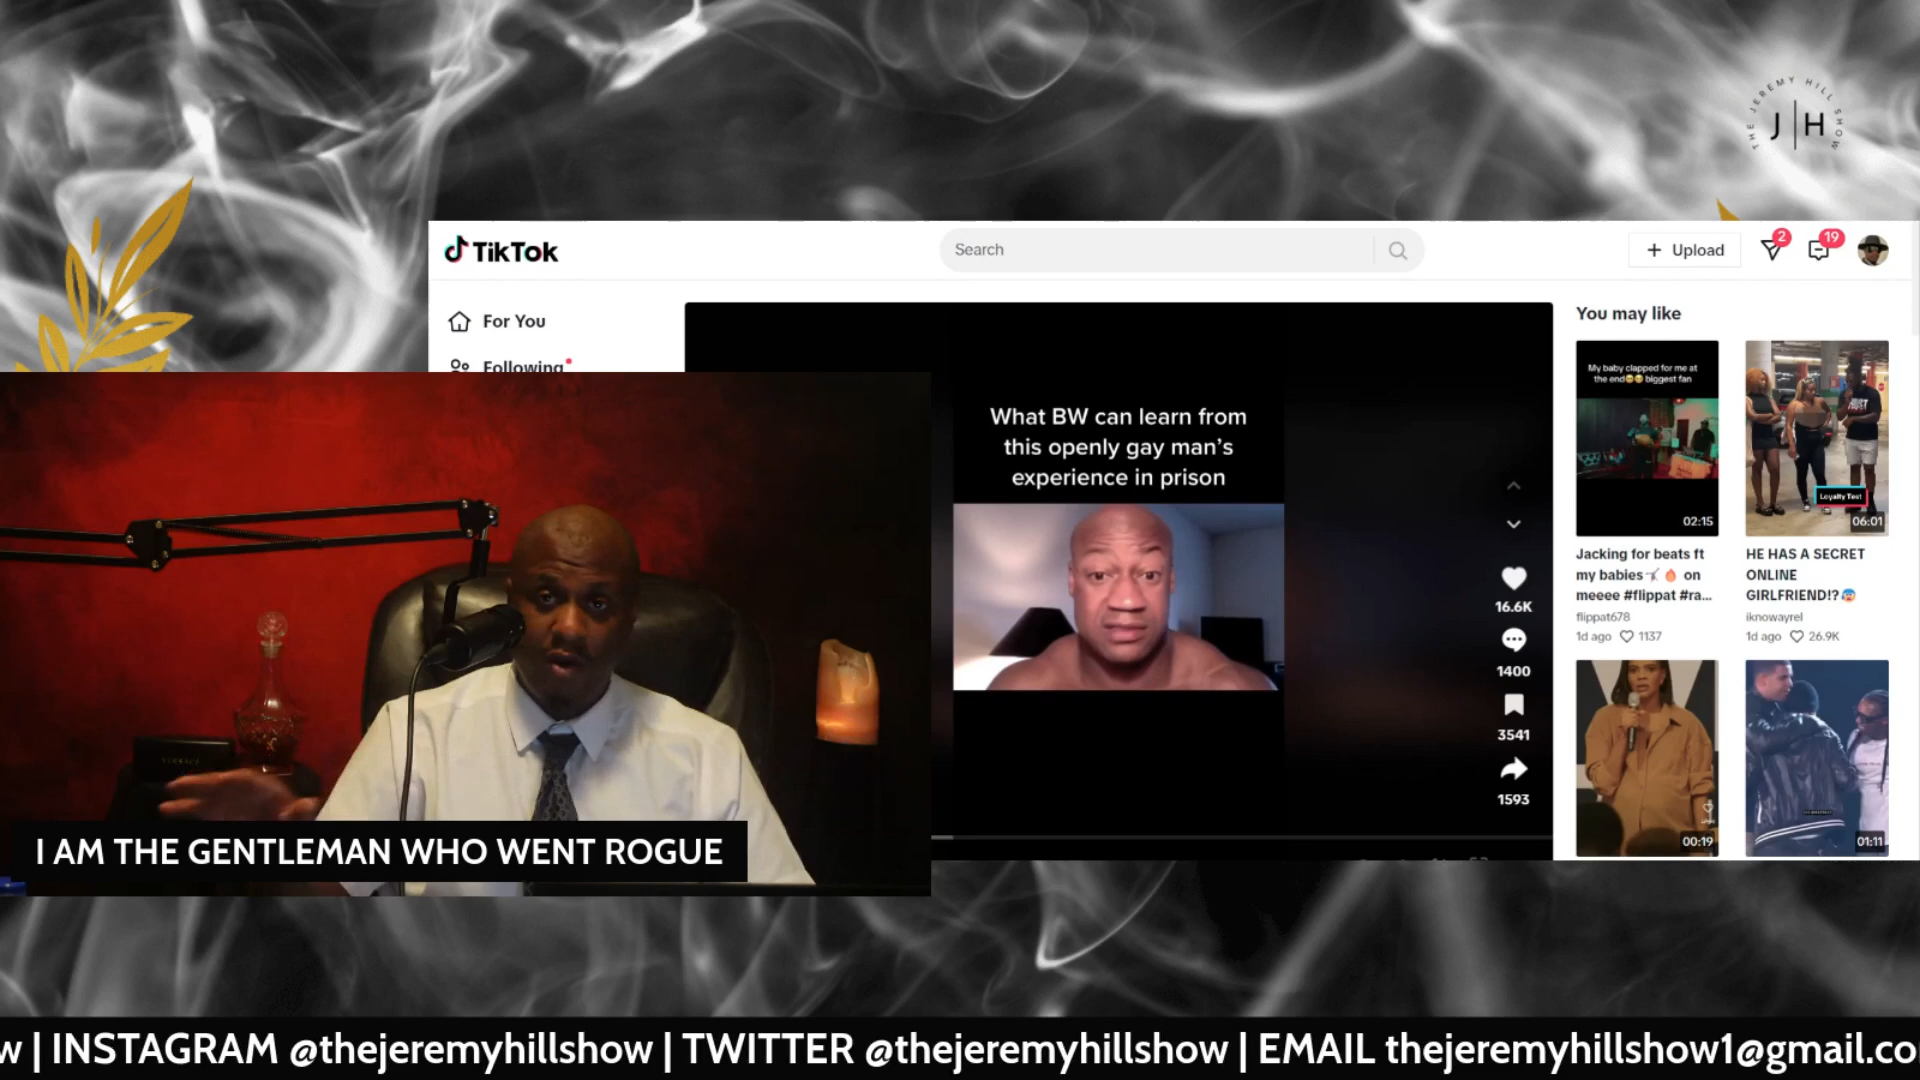 THE JEREMY HILL SHOW
J|H
TikTok
Search
+ Upload
2
19
For You
Following
You may like
What BW can learn from
this openly gay man's
experience in prison
16.6K
1400
3541
1593
My baby clapped for me at
the end🥺🥺 biggest fan
02:15
Jacking for beats ft
my babies🔫🔥 on
meeee #flippat #ra...
flippat678
1d ago 1137
Loyalty Test
06:01
HE HAS A SECRET
ONLINE
GIRLFRIEND!?😰
iknowayrel
1d ago 26.9K
00:19
01:11
VERSACE
I AM THE GENTLEMAN WHO WENT ROGUE
w | INSTAGRAM @thejeremyhillshow | TWITTER @thejeremyhillshow | EMAIL thejeremyhillshow1@gmail.co